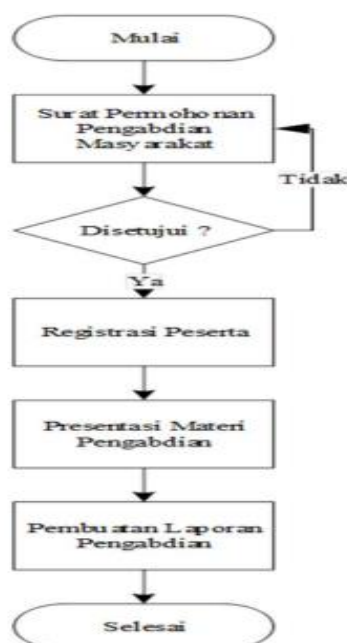 Mulai
Surat Permohonan
Pengabdian
Masyarakat
Tidak
Disetujui ?
Ya
Registrasi Peserta
Presentasi Materi
Pengabdian
Pembuatan Laporan
Pengabdian
Selesai